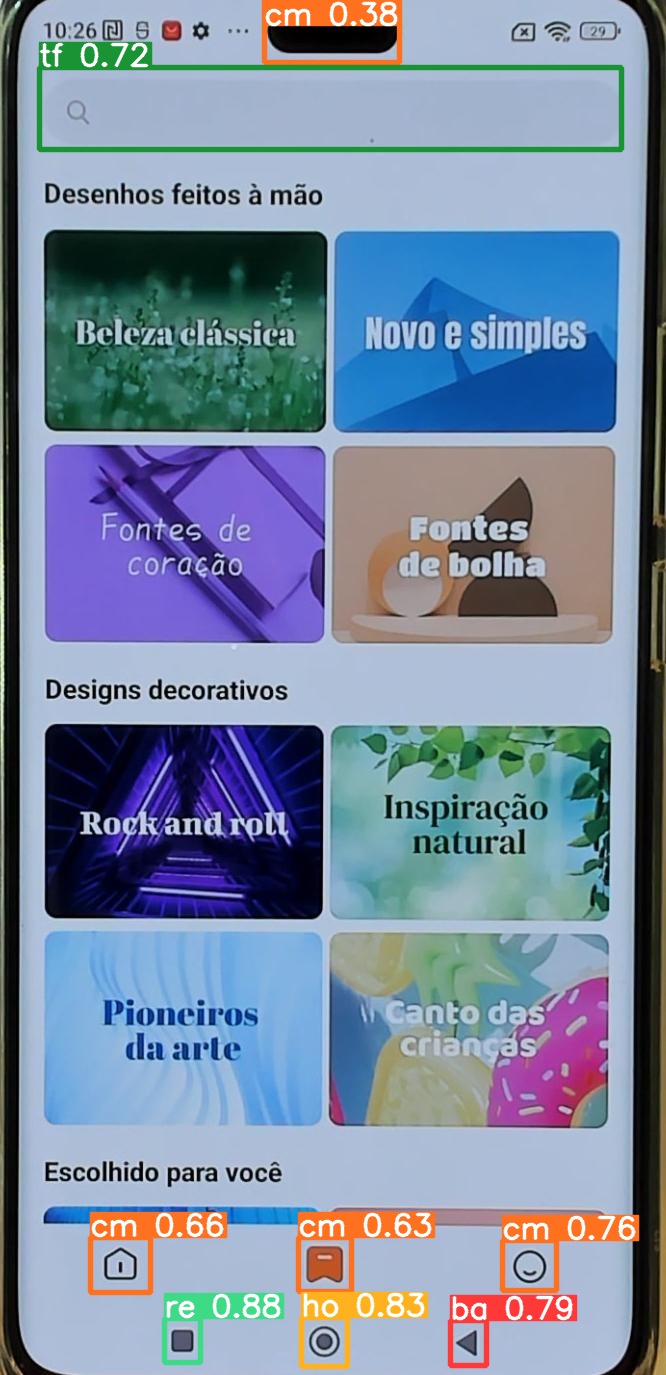 cm 0.38
10:26
29
tf 0.72
Desenhos feitos à mão
Beleza clássica
Novo e simples
Fontes de
coração
Fontes
de bolha
Designs decorativos
Rock and roll
Inspiração
natural
Pioneiros
da arte
Canto das
crianças
Escolhido para você
cm 0.66
cm 0.63
cm 0.76
re 0.88
ho 0.83
ba 0.79